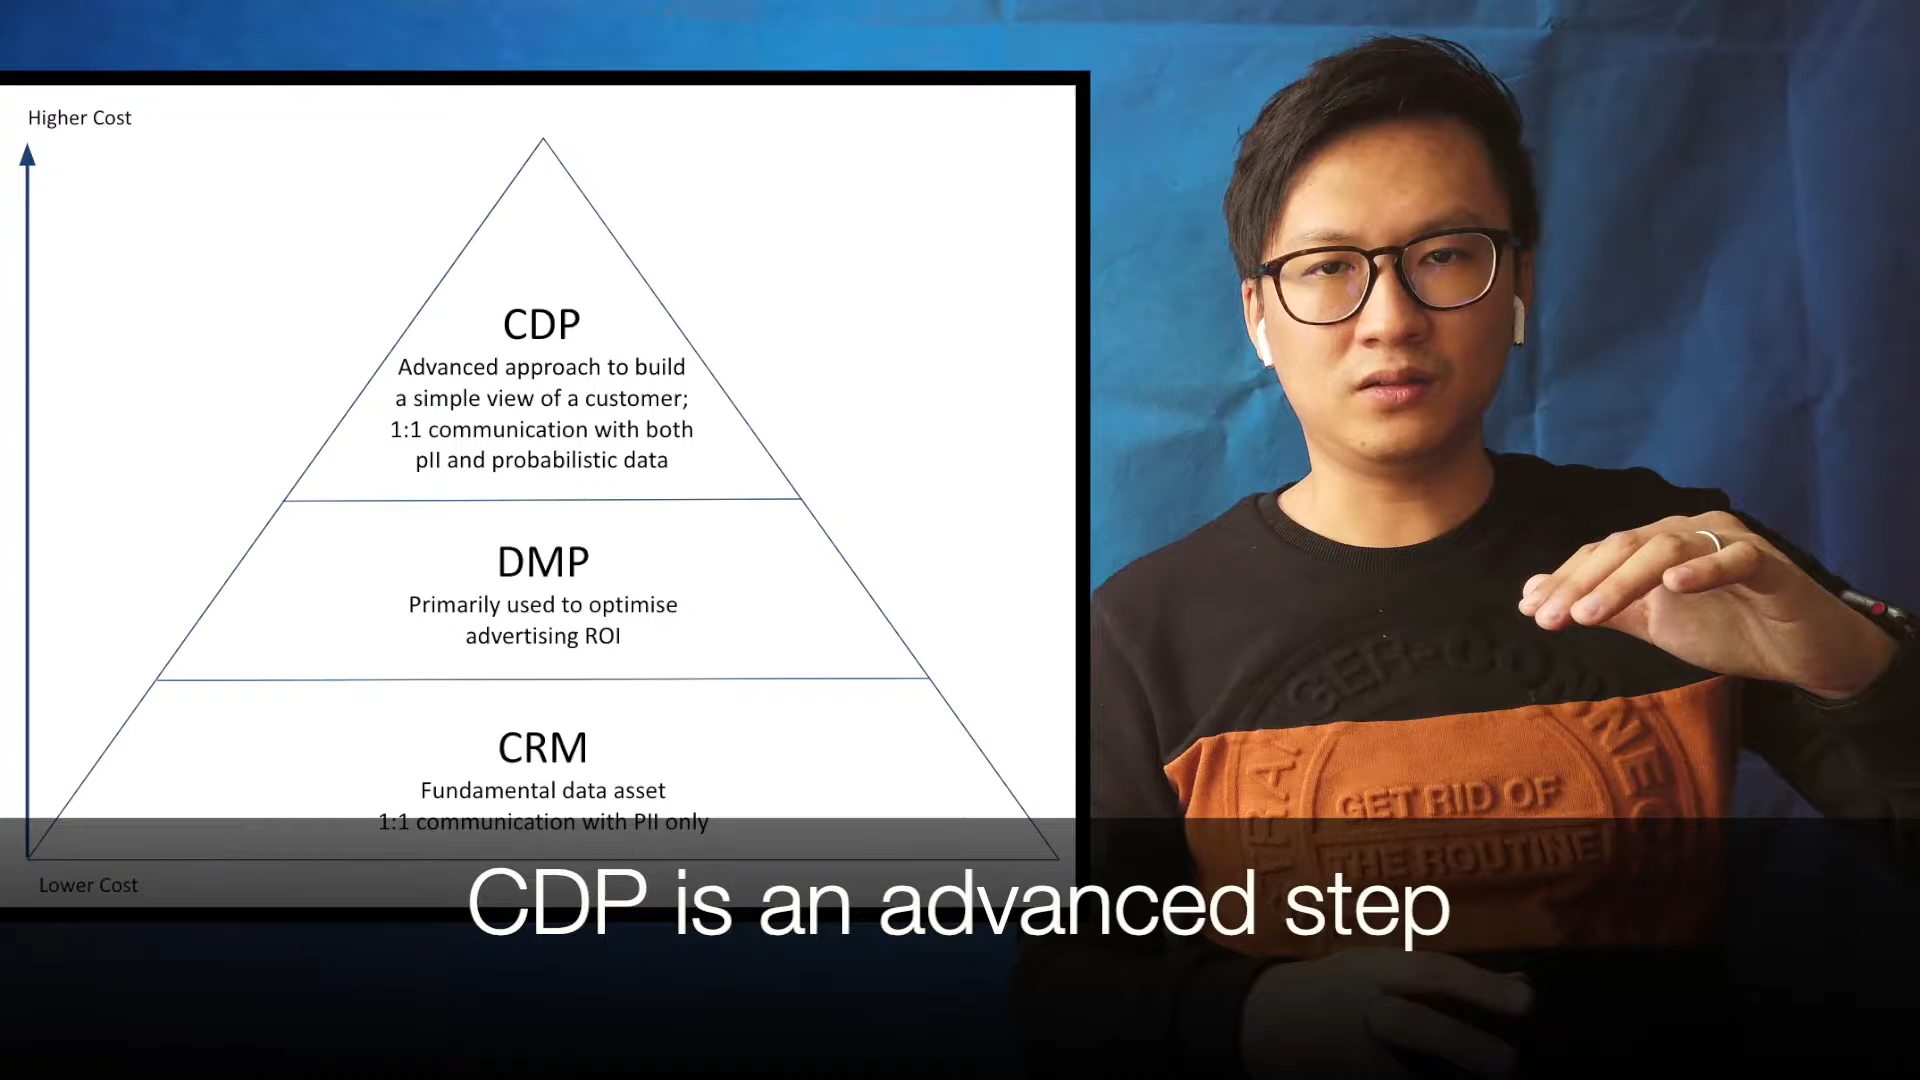 Higher Cost
CDP
Advanced approach to build
a simple view of a customer;
1:1 communication with both
pII and probabilistic data
DMP
Primarily used to optimise
advertising ROI
CRM
Fundamental data asset
1:1 communication with PII only
Lower Cost
GER-CONNEC
GET RID OF
THE ROUTINE
CDP is an advanced step